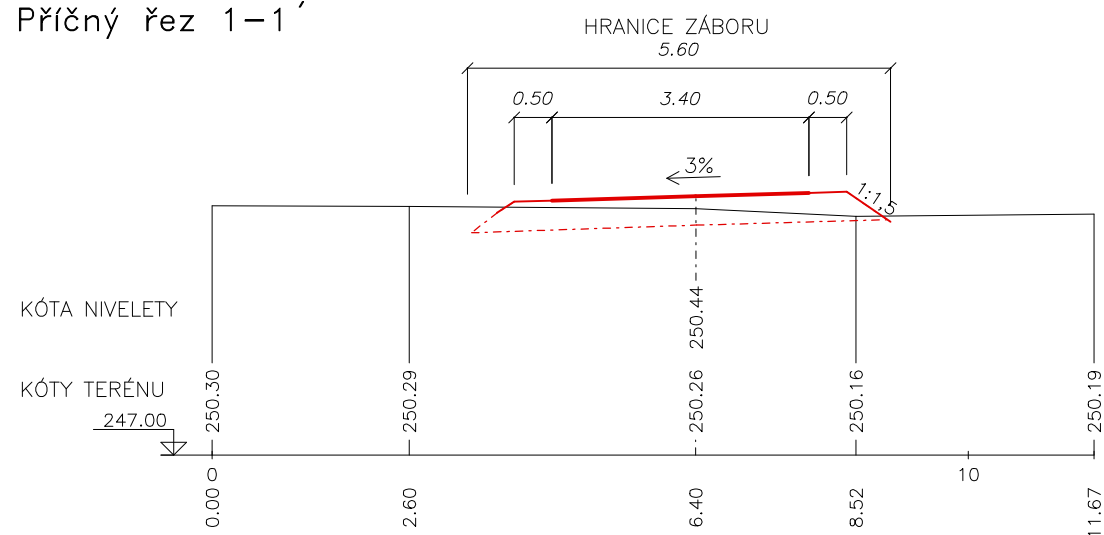 Příčný řez 1-1´
HRANICE ZÁBORU
5.60
0.50 3.40 0.50
3%
1:1,5
KÓTA NIVELETY
250.44
KÓTY TERÉNU
250.30 250.29 250.26 250.16 250.19
247.00
0 10
0.00 2.60 6.40 8.52 11.67